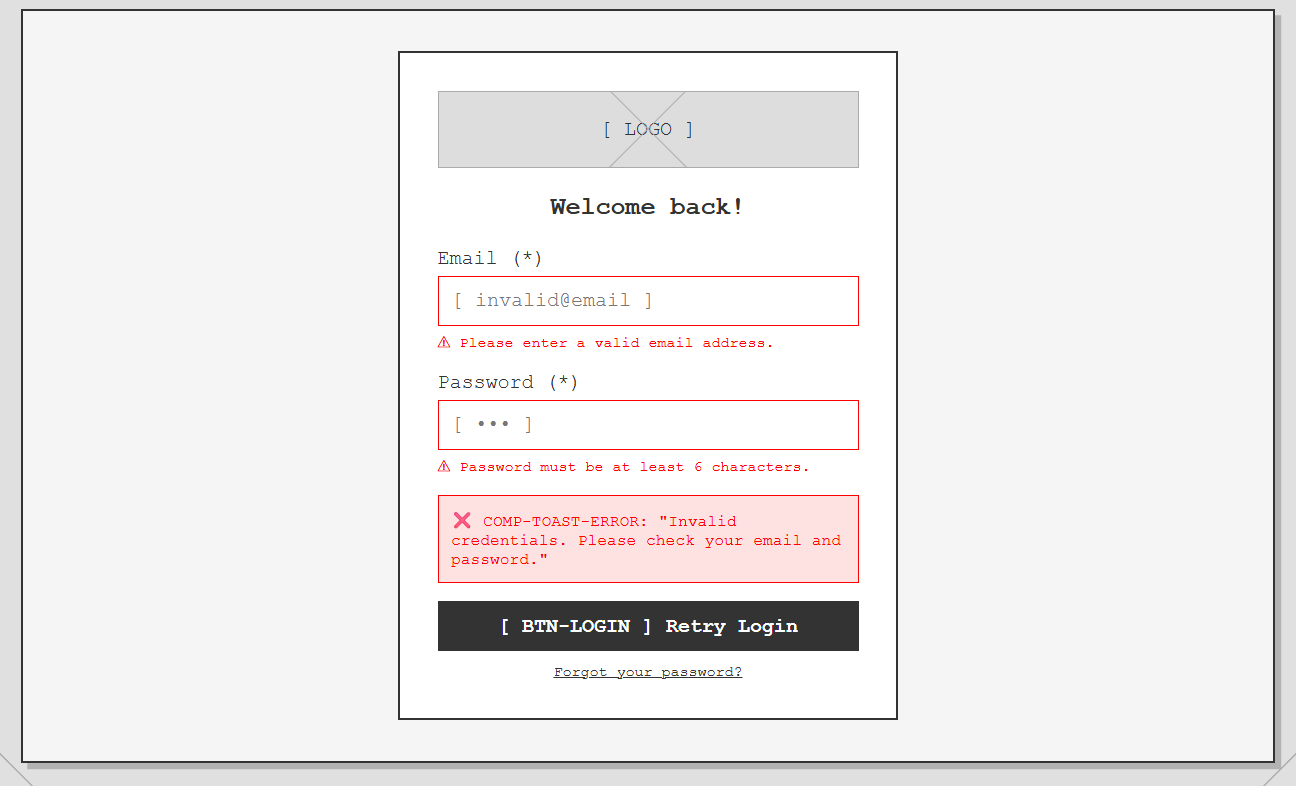 [ LOGO ]
Welcome back!
Email (*)
[ invalid@email ]
⚠ Please enter a valid email address.
Password (*)
[ ••• ]
⚠ Password must be at least 6 characters.
❌ COMP-TOAST-ERROR: "Invalid
credentials. Please check your email and
password."
[ BTN-LOGIN ] Retry Login
Forgot your password?